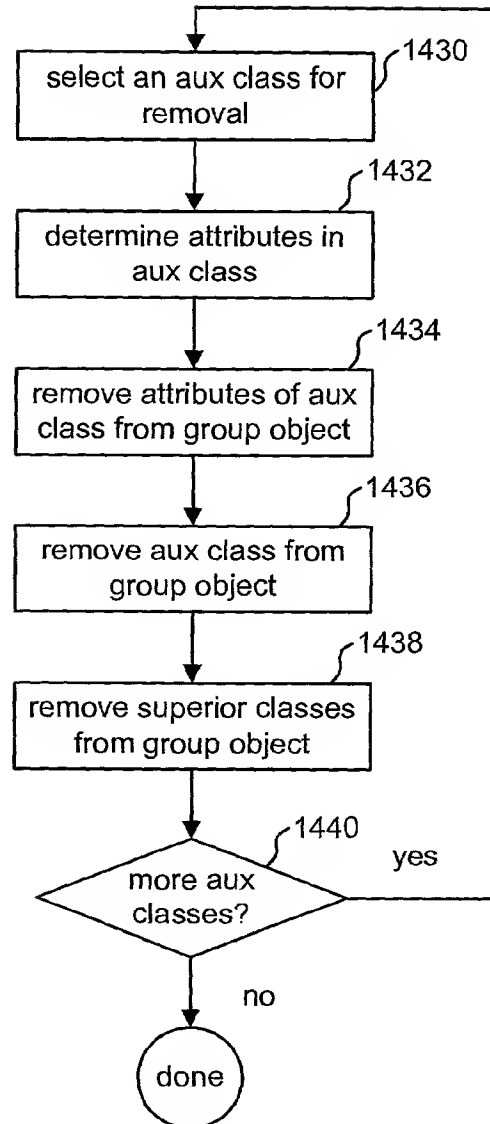 1430
select an aux class for
removal
1432
determine attributes in
aux class
1434
remove attributes of aux
class from group object
1436
remove aux class from
group object
1438
remove superior classes
from group object
1440
more aux
classes?
yes
no
done